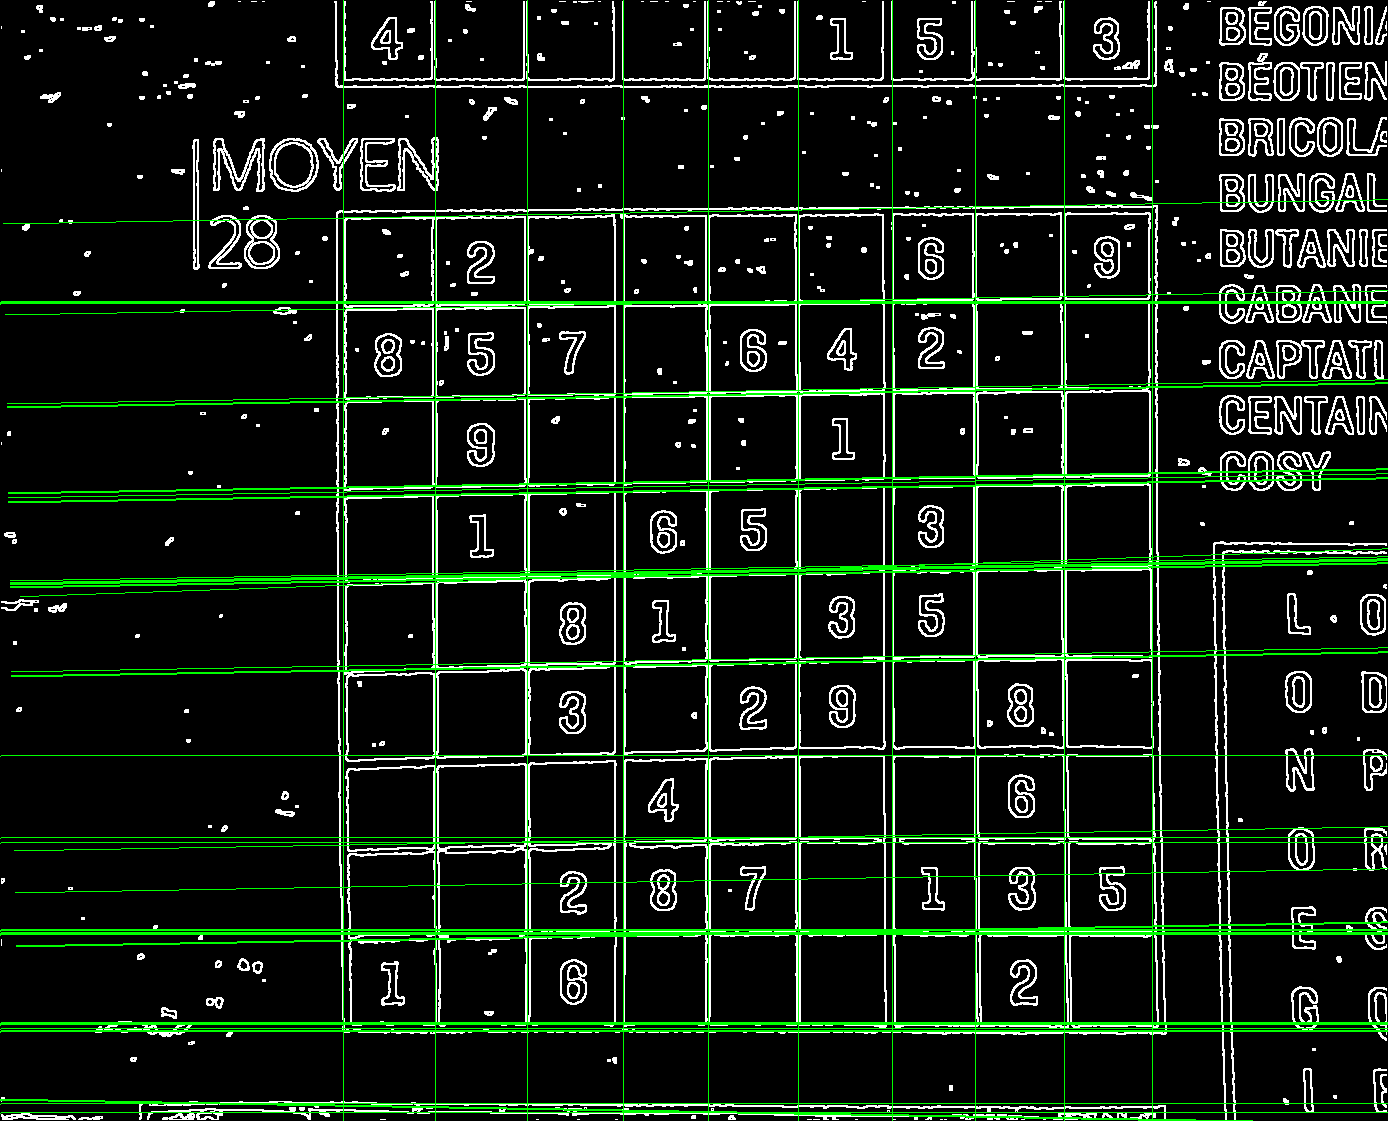 4 1 5 3
MOYEN
28
2 6 9
8 5 7 6 4 2
9 1
1 6 5 3
8 1 3 5
3 2 9 8
4 6
2 8 7 1 3 5
1 6 2
BÉGONIA
BÉOTIEN
BRICOLA
BUNGAL
BUTANIE
CABANE
CAPTATI
CENTAIN
COSY
L O
O D
N P
O R
E S
G O
I E